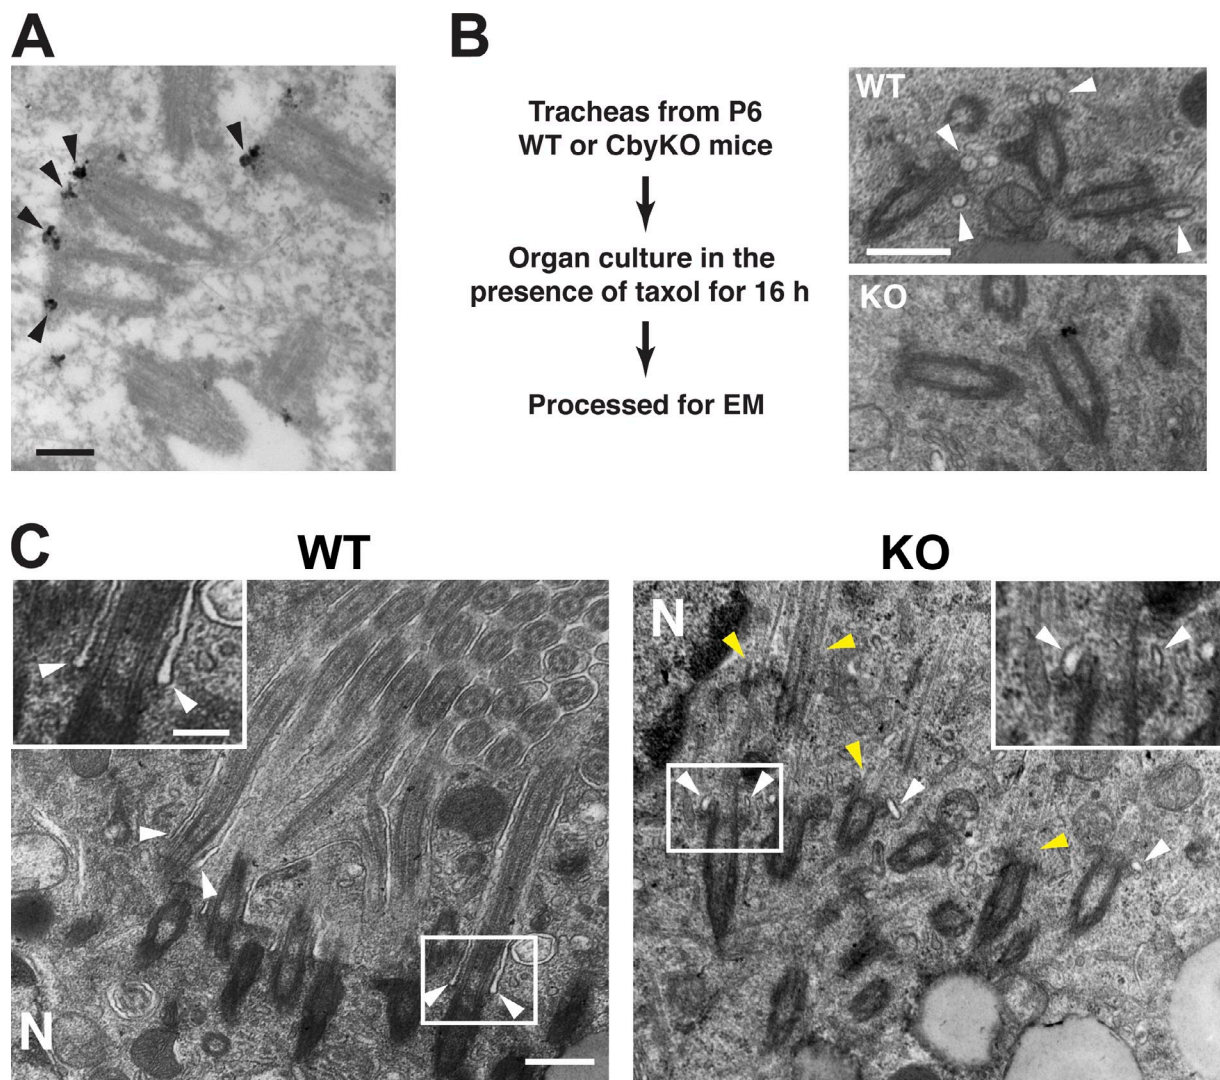 A
B
Tracheas from P6
WT or CbyKO mice
Organ culture in the
presence of taxol for 16 h
Processed for EM
WT
KO
C
WT
KO
N
N